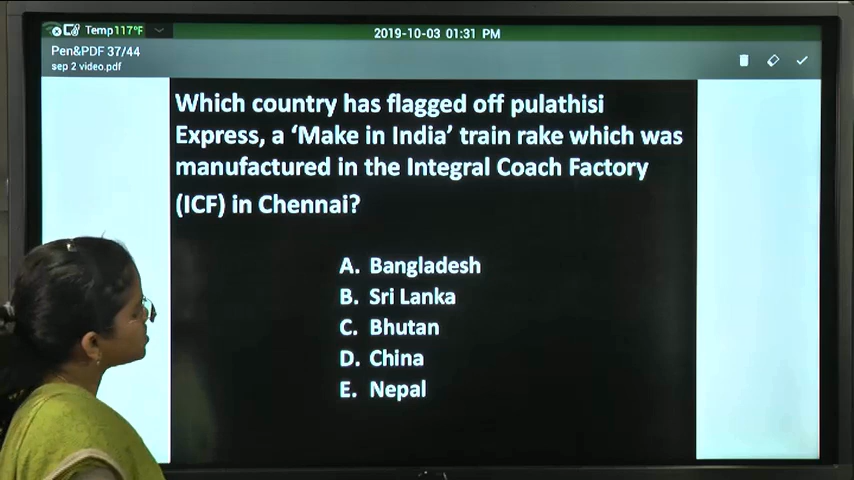 Temp117°F
2019-10-03 01:31 PM
Pen&PDF 37/44
sep 2 video.pdf
Which country has flagged off pulathisi
Express, a ‘Make in India’ train rake which was
manufactured in the Integral Coach Factory
(ICF) in Chennai?
A. Bangladesh
B. Sri Lanka
C. Bhutan
D. China
E. Nepal